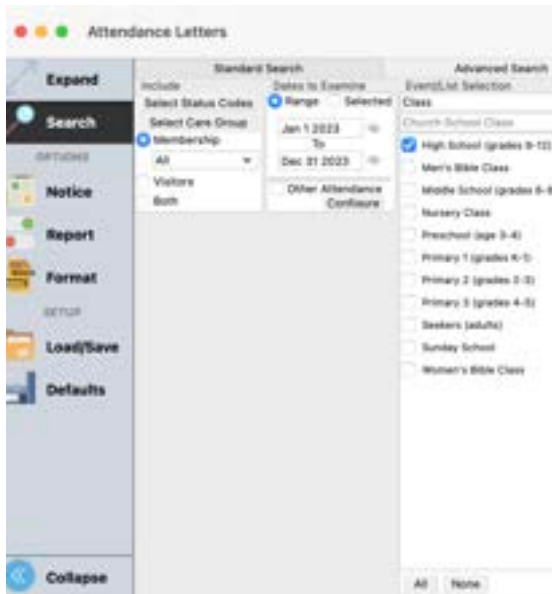 Attendance Letters
Expand
Search
OPTIONS
Notice
Report
Format
SETUP
Load/Save
Defaults
Collapse
Standard Search
Advanced Search
Include
Select Status Codes
Select Care Group
Membership
All
Visitors
Both
Dates to Examine
Range Selected
Jan 1 2023
To
Dec 31 2023
Other Attendance
Configure
Event/List Selection
Class
Church School Class
High School (grades 9-12)
Men's Bible Class
Middle School (grades 6-8
Nursery Class
Preschool (age 3-4)
Primary 1 (grades K-1)
Primary 2 (grades 2-3)
Primary 3 (grades 4-5)
Seekers (adults)
Sunday School
Women's Bible Class
All None